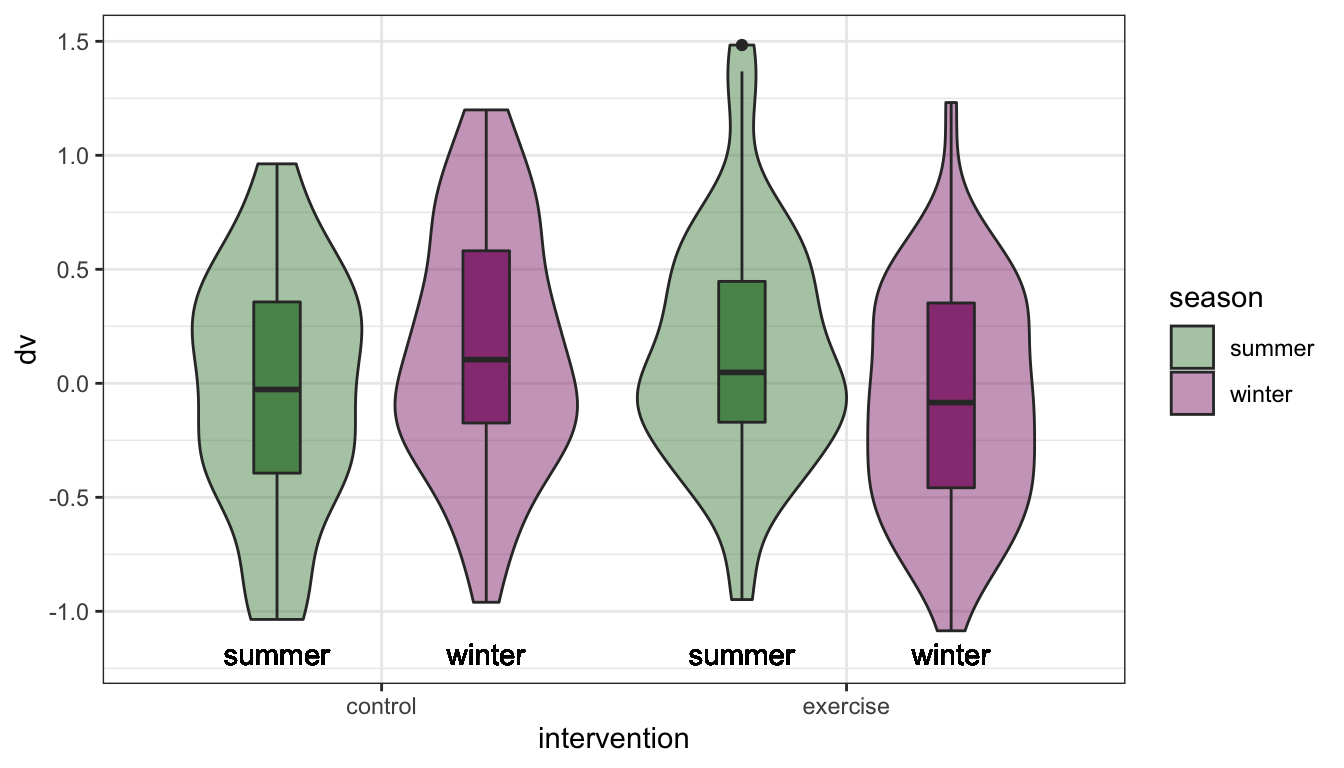 1.5
1.0
0.5
0.0
-0.5
-1.0
dv
summer winter summer winter
control exercise
intervention
season
summer
winter